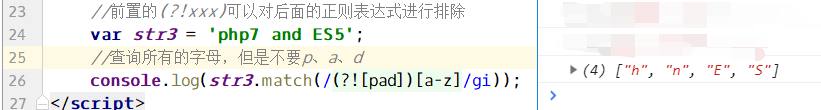 23 //前置的(?!xxx)可以对后面的正则表达式进行排除
24 var str3 = 'php7 and ES5';
25 //查询所有的字母，但是不要p、a、d
26 console.log(str3.match(/(?![pad])[a-z]/gi));
27 </script>
▶(4) ["h", "n", "E", "S"]
>